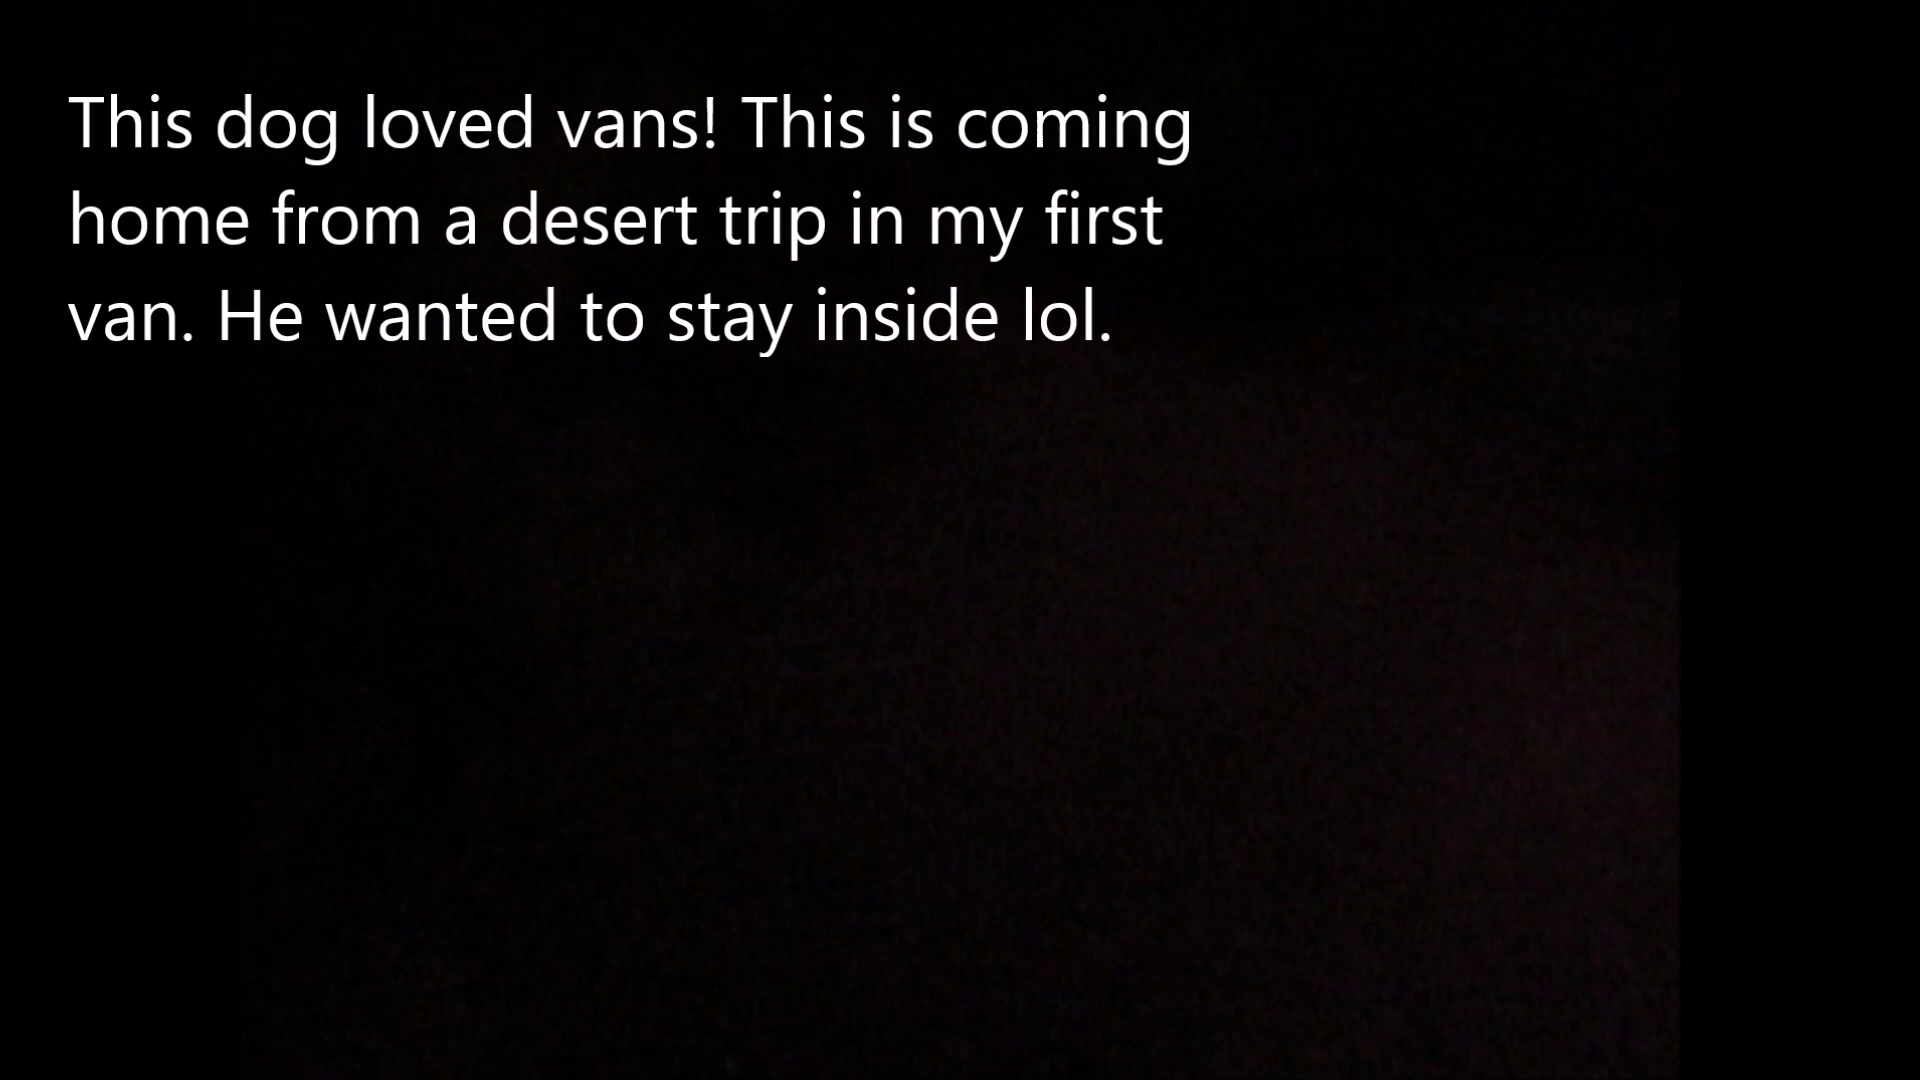 This dog loved vans! This is coming
home from a desert trip in my first
van. He wanted to stay inside lol.